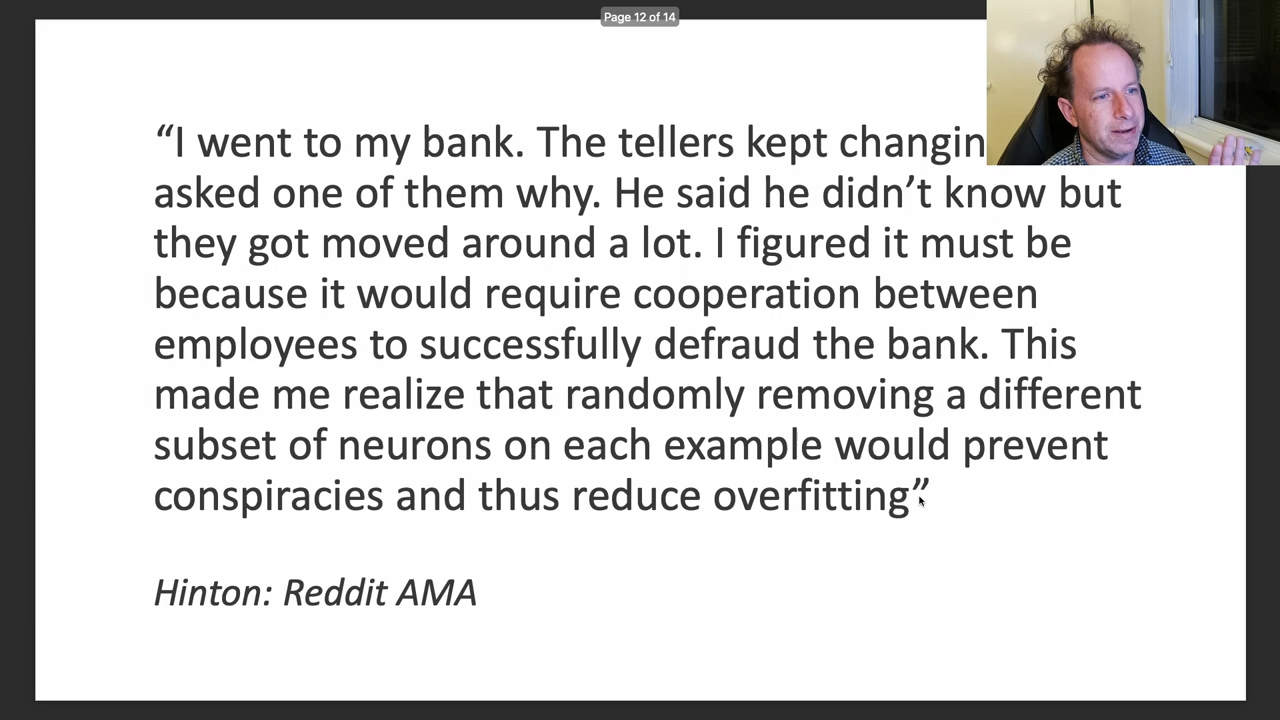 Page 12 of 14
“I went to my bank. The tellers kept
asked one of them why. He said he didn’t know but
they got moved around a lot. I figured it must be
because it would require cooperation between
employees to successfully defraud the bank. This
made me realize that randomly removing a different
subset of neurons on each example would prevent
conspiracies and thus reduce overfitting”
Hinton: Reddit AMA